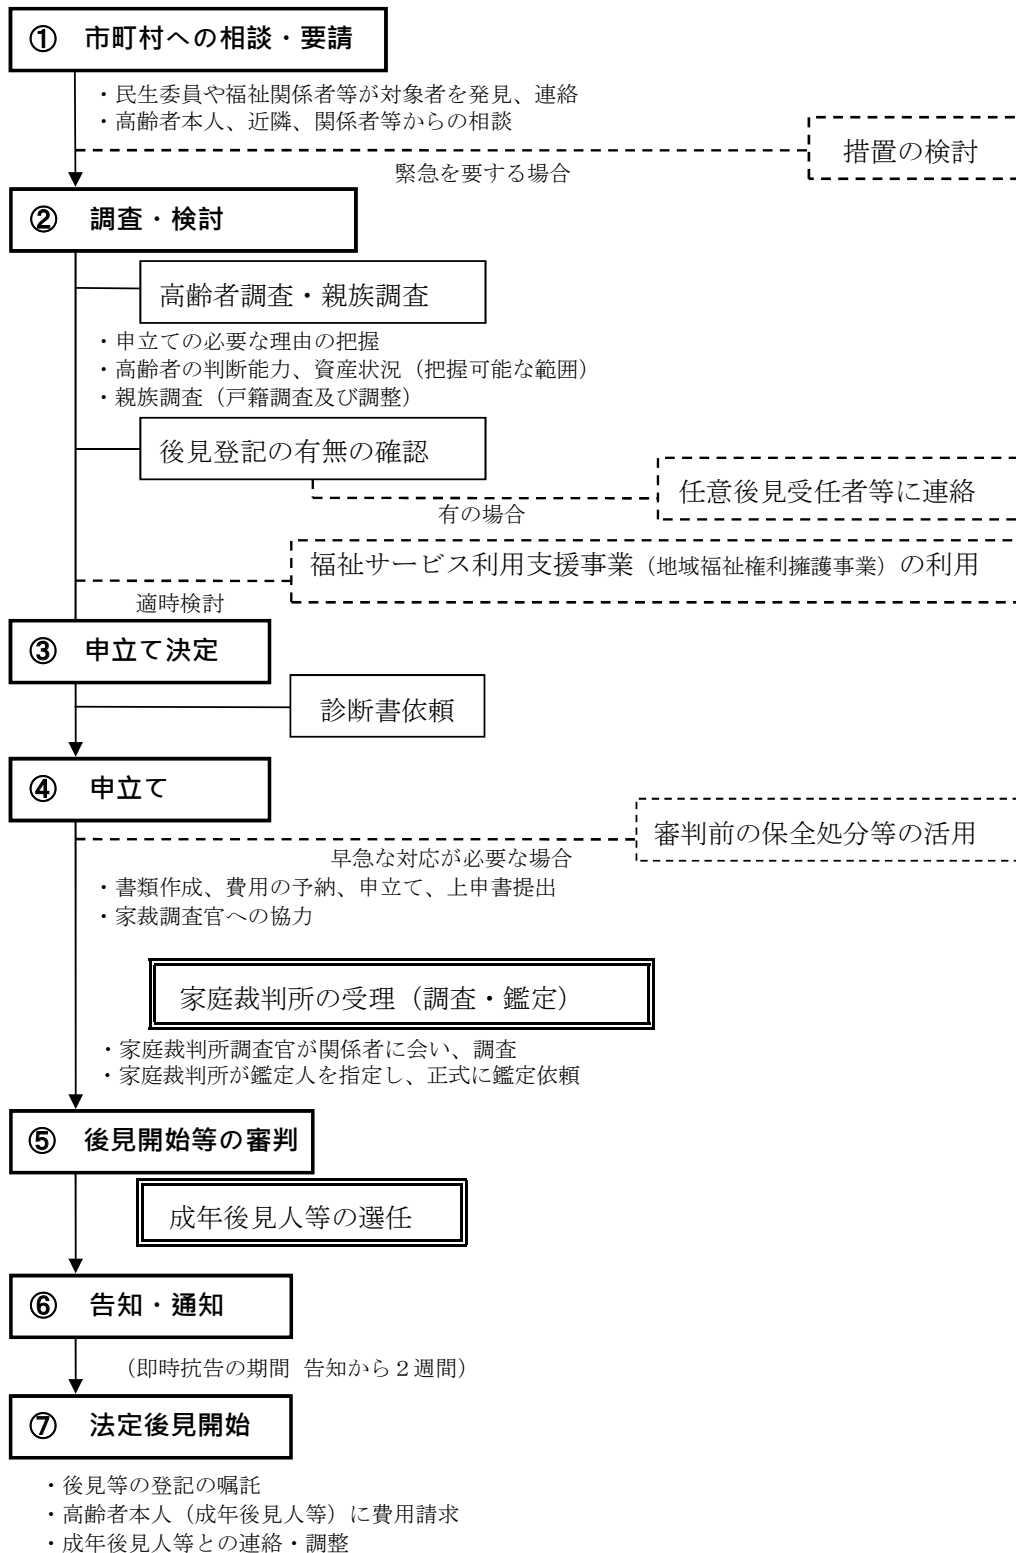 ① 市町村への相談・要請
・民生委員や福祉関係者等が対象者を発見、連絡
・高齢者本人、近隣、関係者等からの相談
措置の検討
緊急を要する場合
② 調査・検討
高齢者調査・親族調査
・申立ての必要な理由の把握
・高齢者の判断能力、資産状況（把握可能な範囲）
・親族調査（戸籍調査及び調整）
後見登記の有無の確認
任意後見受任者等に連絡
有の場合
福祉サービス利用支援事業（地域福祉権利擁護事業）の利用
適時検討
③ 申立て決定
診断書依頼
④ 申立て
審判前の保全処分等の活用
早急な対応が必要な場合
・書類作成、費用の予納、申立て、上申書提出
・家裁調査官への協力
家庭裁判所の受理（調査・鑑定）
・家庭裁判所調査官が関係者に会い、調査
・家庭裁判所が鑑定人を指定し、正式に鑑定依頼
⑤ 後見開始等の審判
成年後見人等の選任
⑥ 告知・通知
（即時抗告の期間 告知から２週間）
⑦ 法定後見開始
・後見等の登記の嘱託
・高齢者本人（成年後見人等）に費用請求
・成年後見人等との連絡・調整